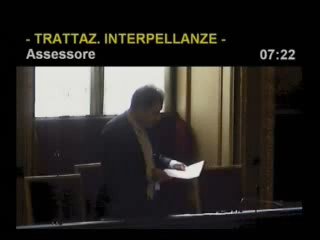 - TRATTAZ. INTERPELLANZE -
Assessore 07:22